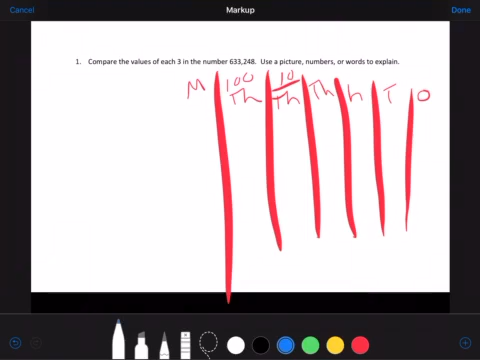 Cancel Markup Done
1. Compare the values of each 3 in the number 633,248. Use a picture, numbers, or words to explain.
M 100 Th 10 Th Th h T O